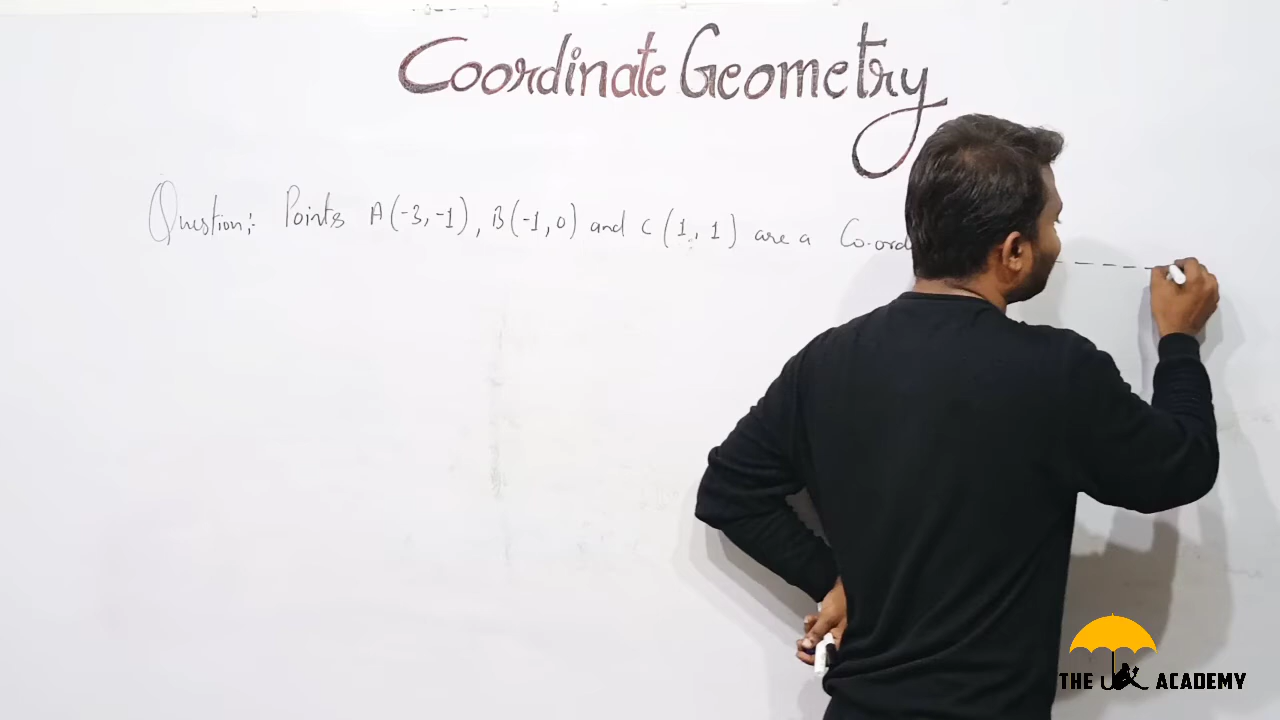 Coordinate Geometry
Question:- Points A(-3,-1), B(-1,0) and C(1,1) are a Co-ord
THE ACADEMY